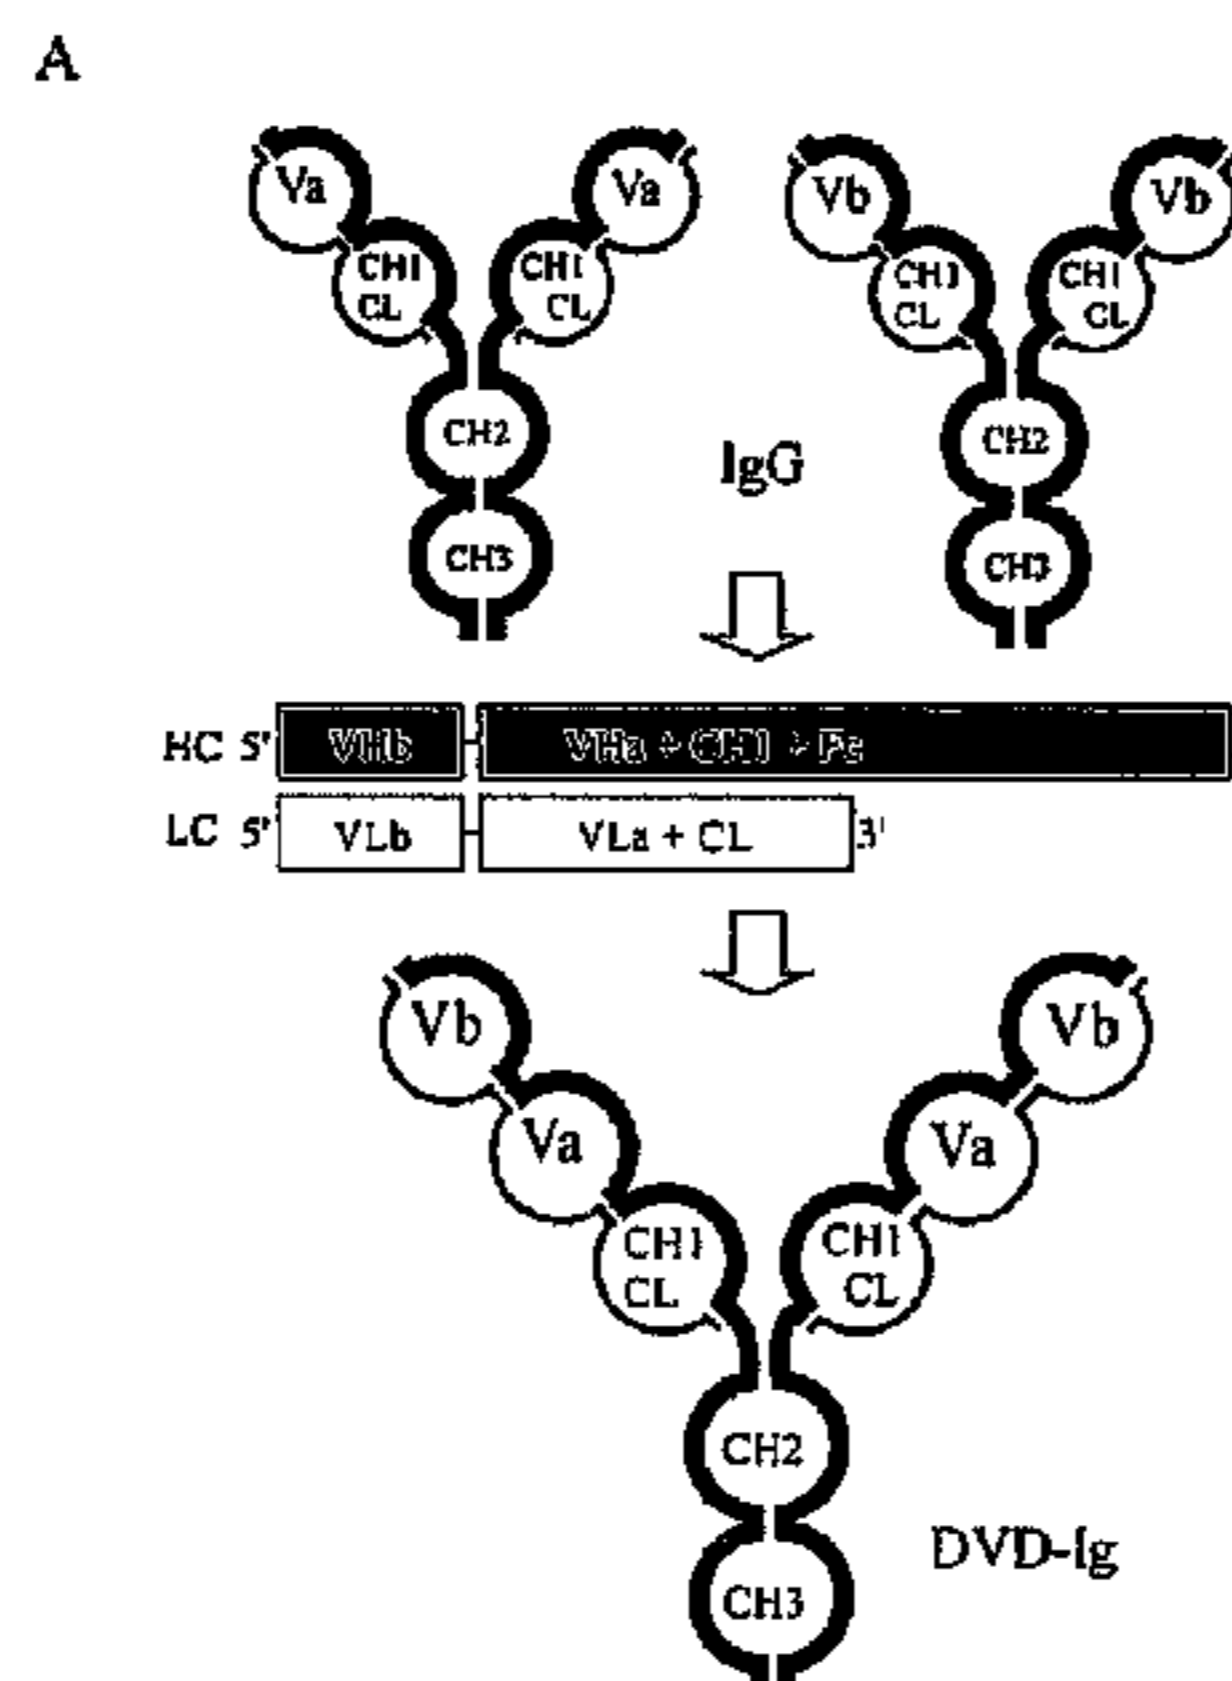 A
Va Va Vb Vb
CH1 CH1 CH1 CH1
CL CL CL CL
CH2 CH2
IgG
CH3 CH3
HC 5' VHb VHa + CH1 + Fc
LC 5' VLb VLa + CL 3'
Vb Vb
Va Va
CH1 CH1
CL CL
CH2
DVD-Ig
CH3